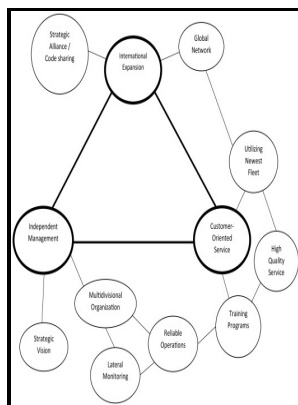 Strategic
Alliance /
Code sharing
International
Expansion
Global
Network
Utilizing
Newest
Fleet
Independent
Management
Customer-
Oriented
Service
High
Quality
Service
Multidivisional
Organization
Training
Programs
Reliable
Operations
Strategic
Vision
Lateral
Monitoring